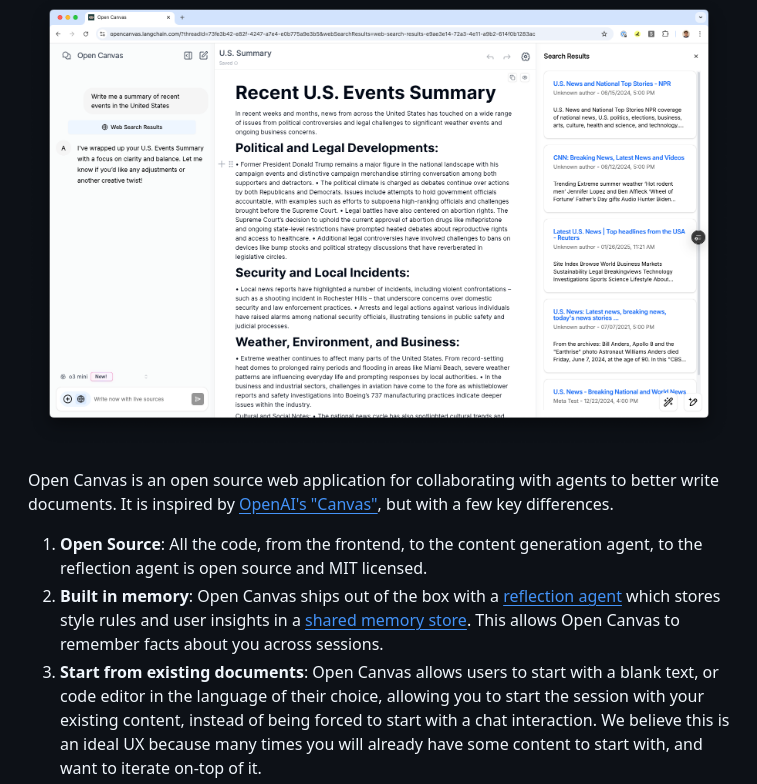 Open Canvas
opencanvas.langchain.com/?threadId=73fe2b42-e82f-4247-a7e4-e0b775a9e3b5&webSearchResults=web-search-results-e9ae3e14-72a3-4e11-a9b2-614f0b1283ac
Open Canvas
U.S. Summary
Search Results
Write me a summary of recent
events in the United States
Web Search Results
A
I've wrapped up your U.S. Events Summary
with a focus on clarity and balance. Let me
know if you'd like any adjustments or
another creative twist!
o3 mini
New!
Write now with live sources
Recent U.S. Events Summary
In recent weeks and months, news from across the United States has touched on a wide range
of issues from political controversies and legal challenges to significant weather events and
ongoing business concerns.
Political and Legal Developments:
• Former President Donald Trump remains a major figure in the national landscape with his
campaign events and distinctive campaign merchandise stirring conversation among both
supporters and detractors. • The political climate is charged as debates continue over actions
by both Republicans and Democrats. Issues include attempts to hold government officials
accountable, with examples such as efforts to subpoena high-ranking officials and challenges
brought before the Supreme Court. • Legal battles have also centered on abortion rights. The
Supreme Court's decision to uphold the current approval of abortion drugs like mifepristone
and ongoing state-level restrictions have prompted heated debates about reproductive rights
and access to healthcare. • Additional legal controversies have involved challenges to bans on
devices like bump stocks and political strategy discussions that have reverberated in
legislative circles.
Security and Local Incidents:
• Local news reports have highlighted a number of incidents, including violent confrontations –
such as a shooting incident in Rochester Hills – that underscore concerns over domestic
security and law enforcement practices. • Arrests and legal actions against various individuals
have raised alarms among national security officials, illustrating tensions in public safety and
judicial processes.
Weather, Environment, and Business:
• Extreme weather continues to affect many parts of the United States. From record-setting
heat domes to prolonged rainy periods and flooding in areas like Miami Beach, severe weather
patterns are influencing everyday life and prompting responses by local authorities. • In the
business and industrial sectors, challenges in aviation have come to the fore as whistleblower
reports and safety investigations into Boeing's 737 manufacturing practices indicate deeper
issues within the industry.
Cultural and Social Notes: • The national news cycle has also spotlighted cultural trends and
U.S. News and National Top Stories - NPR
Unknown author - 06/15/2024, 5:00 PM
U.S. News and National Top Stories NPR coverage
of national news, U.S. politics, elections, business,
arts, culture, health and science, and technology....
CNN: Breaking News, Latest News and Videos
Unknown author - 06/12/2024, 5:00 PM
Trending Extreme summer weather 'Hot rodent
men' Jennifer Lopez and Ben Affleck 'Wheel of
Fortune' Father's Day gifts Audio Hunter Biden...
Latest U.S. News | Top headlines from the USA
- Reuters
Unknown author - 01/26/2025, 11:21 AM
Site Index Browse World Business Markets
Sustainability Legal Breakingviews Technology
Investigations Sports Science Lifestyle About...
U.S. News: Latest news, breaking news,
today's news stories ...
Unknown author - 07/07/2021, 5:00 PM
From the archives: Bill Anders, Apollo 8 and the
"Earthrise" photo Astronaut Williams Anders died
Friday, June 7, 2024, at the age of 90. In this "CBS...
U.S. News - Breaking National and World News
Meta Text - 12/22/2024, 4:00 PM
Open Canvas is an open source web application for collaborating with agents to better write
documents. It is inspired by OpenAI's "Canvas", but with a few key differences.
1. Open Source: All the code, from the frontend, to the content generation agent, to the
reflection agent is open source and MIT licensed.
2. Built in memory: Open Canvas ships out of the box with a reflection agent which stores
style rules and user insights in a shared memory store. This allows Open Canvas to
remember facts about you across sessions.
3. Start from existing documents: Open Canvas allows users to start with a blank text, or
code editor in the language of their choice, allowing you to start the session with your
existing content, instead of being forced to start with a chat interaction. We believe this is
an ideal UX because many times you will already have some content to start with, and
want to iterate on-top of it.